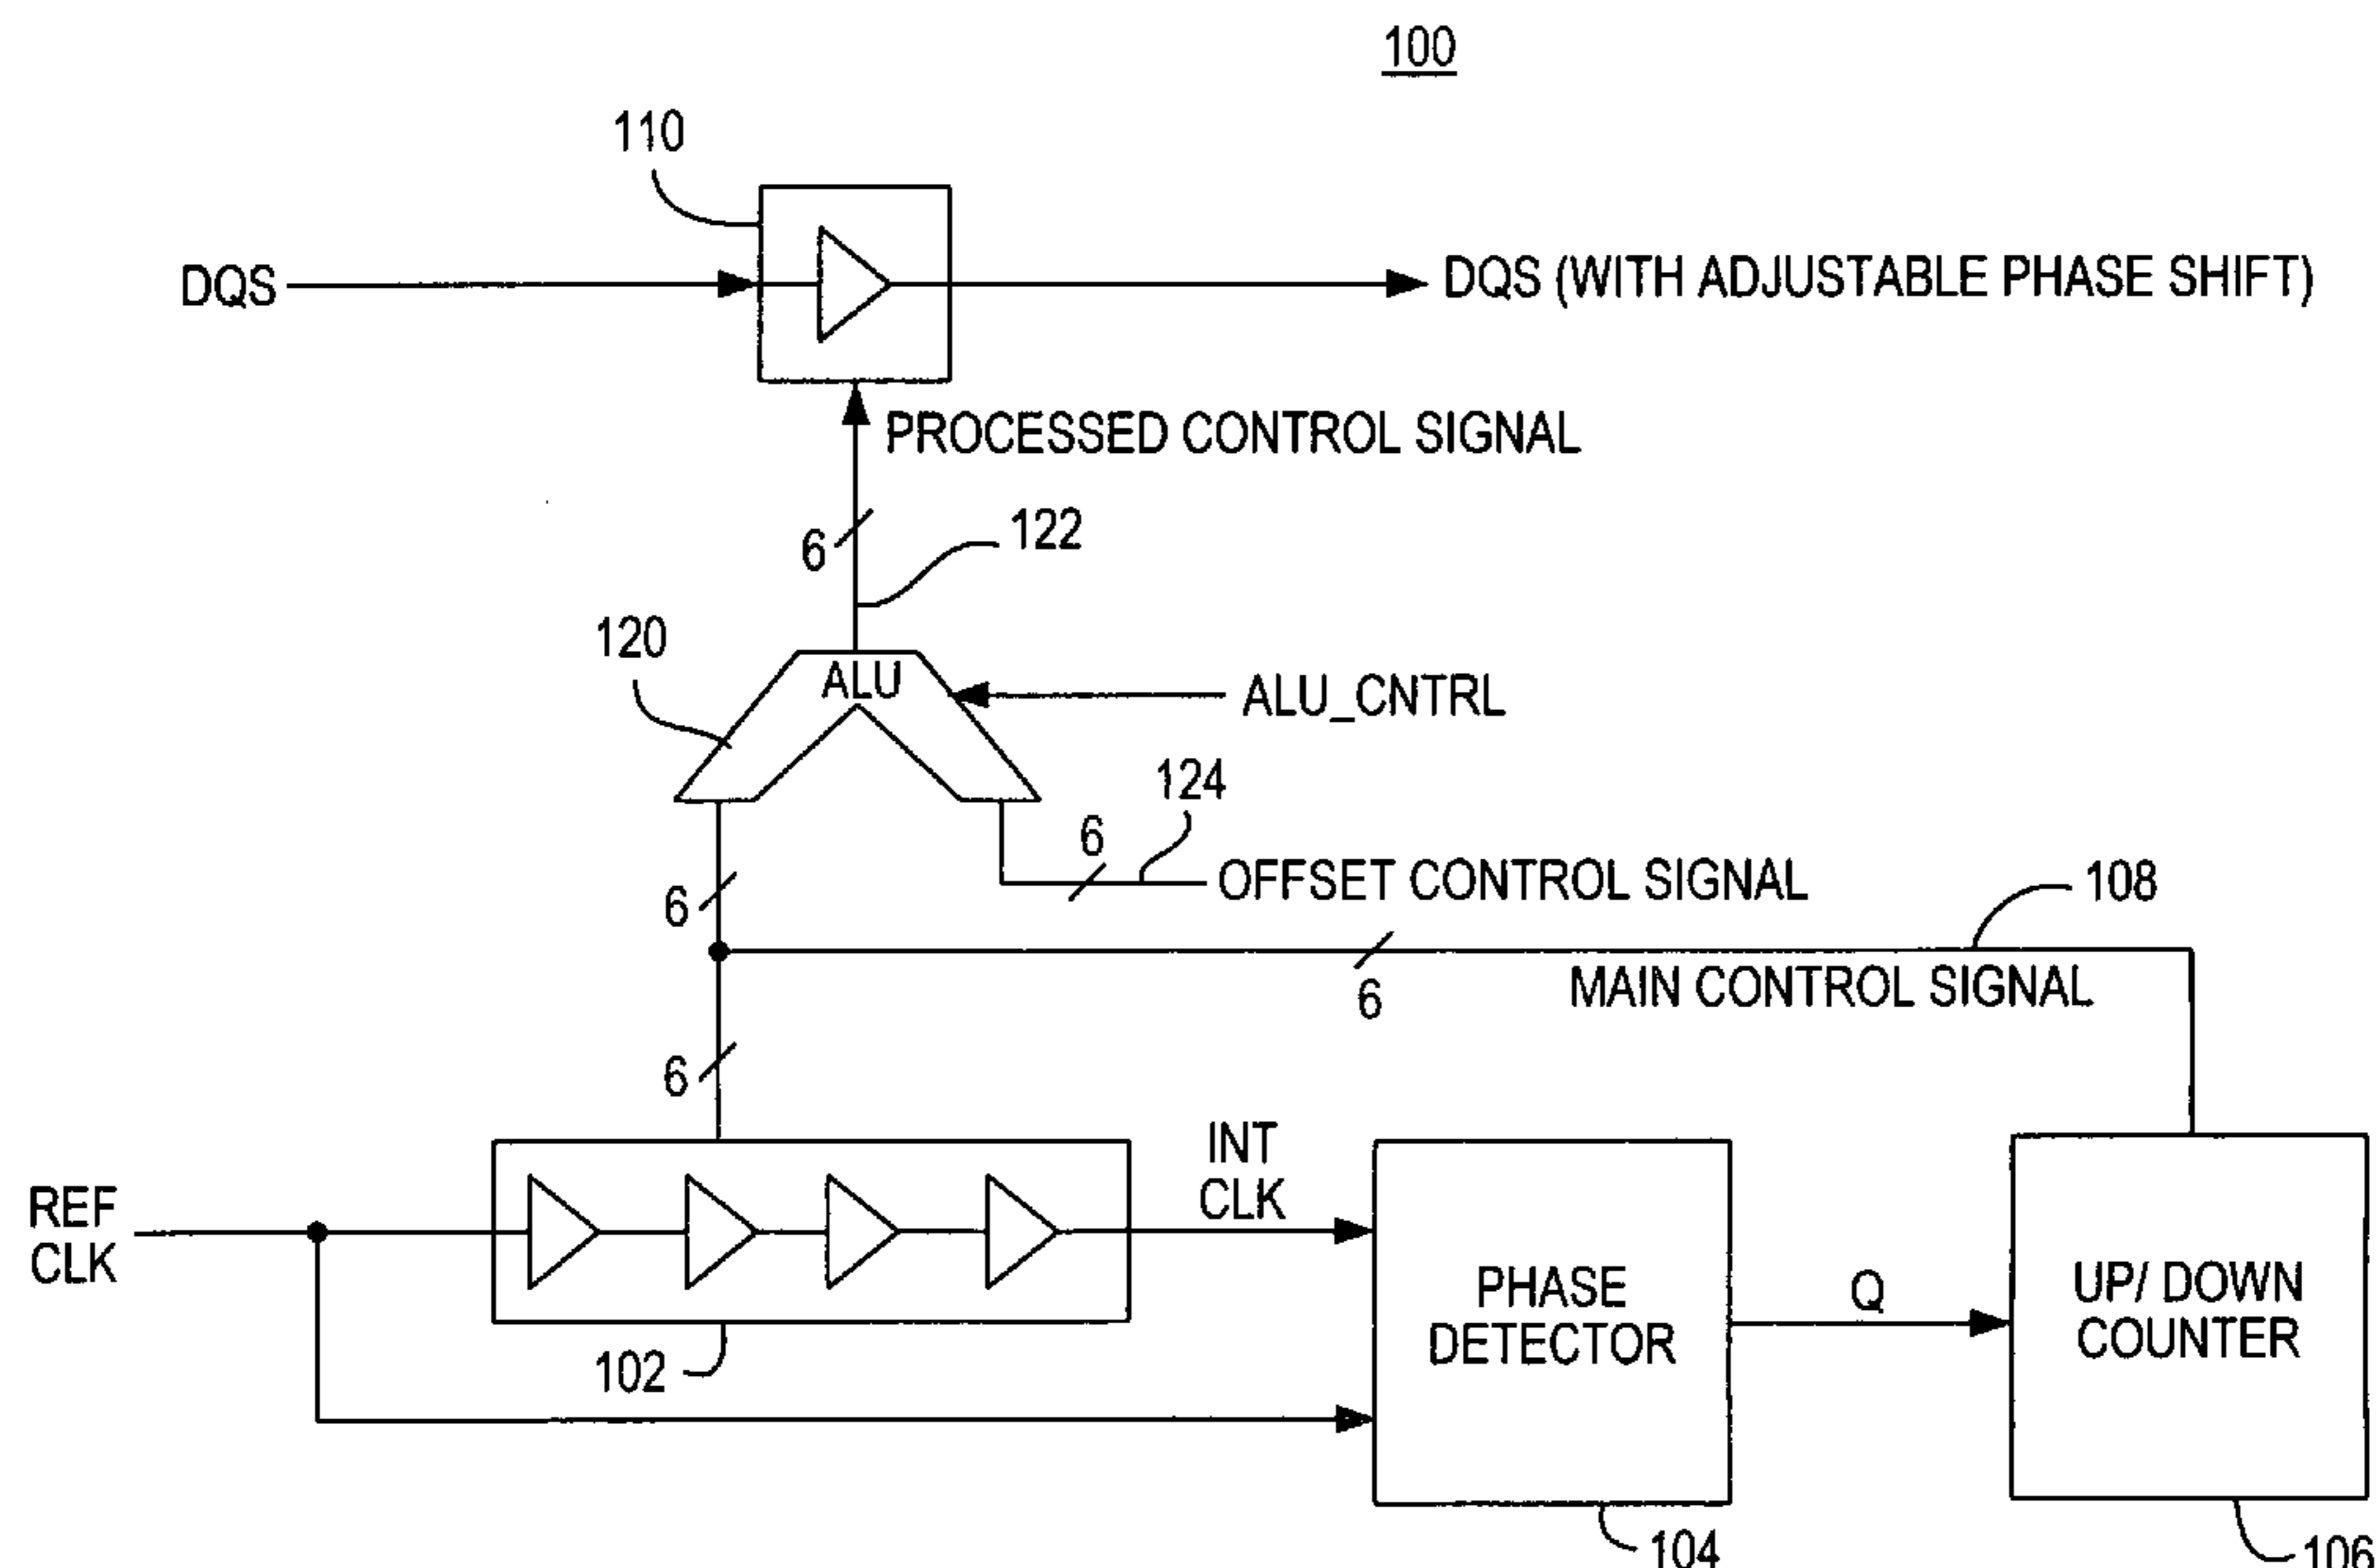 100
110
DQS
DQS (WITH ADJUSTABLE PHASE SHIFT)
PROCESSED CONTROL SIGNAL
6
122
120
ALU
ALU_CNTRL
124
6
OFFSET CONTROL SIGNAL
6
108
6
MAIN CONTROL SIGNAL
6
REF
CLK
INT
CLK
102
PHASE
DETECTOR
Q
UP/ DOWN
COUNTER
104
106